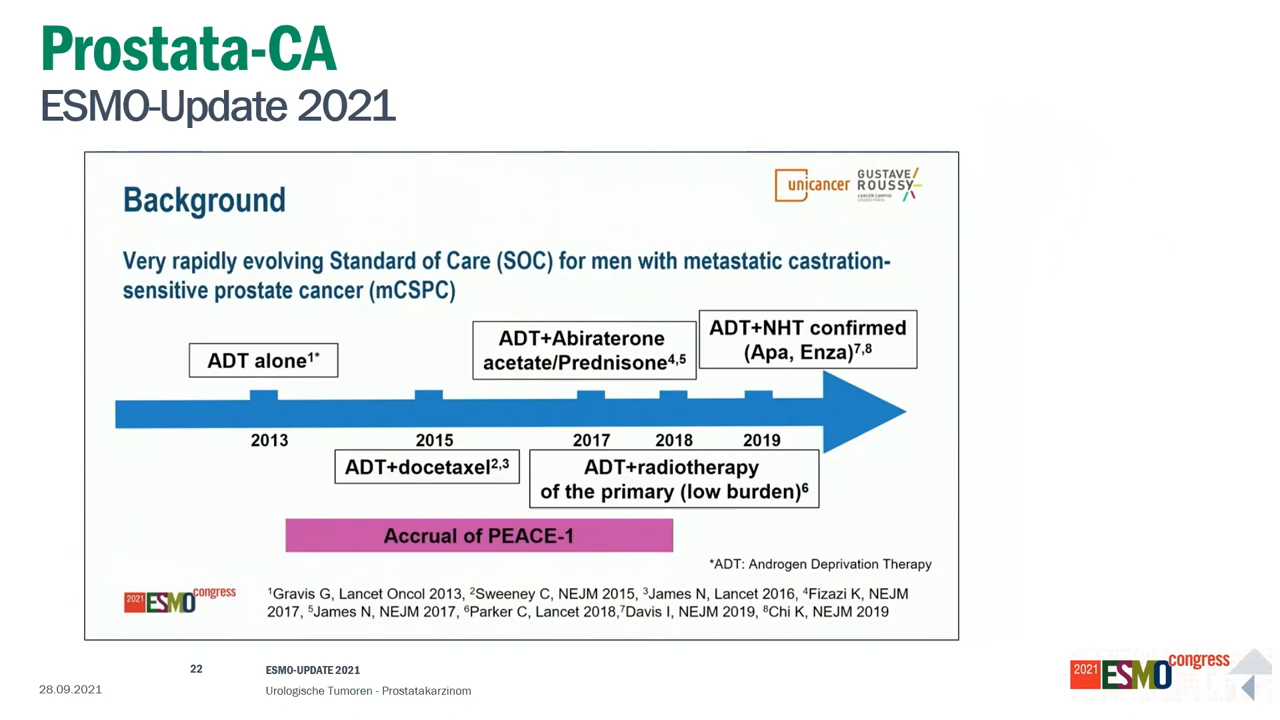 Prostata-CA
ESMO-Update 2021
Background
unicancer
GUSTAVE/
ROUSSY
CANCER CAMPUS
GRAND PARIS
Very rapidly evolving Standard of Care (SOC) for men with metastatic castration-
sensitive prostate cancer (mCSPC)
ADT alone¹*
ADT+Abiraterone
acetate/Prednisone⁴,⁵
ADT+NHT confirmed
(Apa, Enza)⁷,⁸
2013
2015
2017
2018
2019
ADT+docetaxel²,³
ADT+radiotherapy
of the primary (low burden)⁶
Accrual of PEACE-1
*ADT: Androgen Deprivation Therapy
2021 ESMO congress
¹Gravis G, Lancet Oncol 2013, ²Sweeney C, NEJM 2015, ³James N, Lancet 2016, ⁴Fizazi K, NEJM
2017, ⁵James N, NEJM 2017, ⁶Parker C, Lancet 2018,⁷Davis I, NEJM 2019, ⁸Chi K, NEJM 2019
22
ESMO-UPDATE 2021
28.09.2021
Urologische Tumoren - Prostatakarzinom
2021 ESMO congress